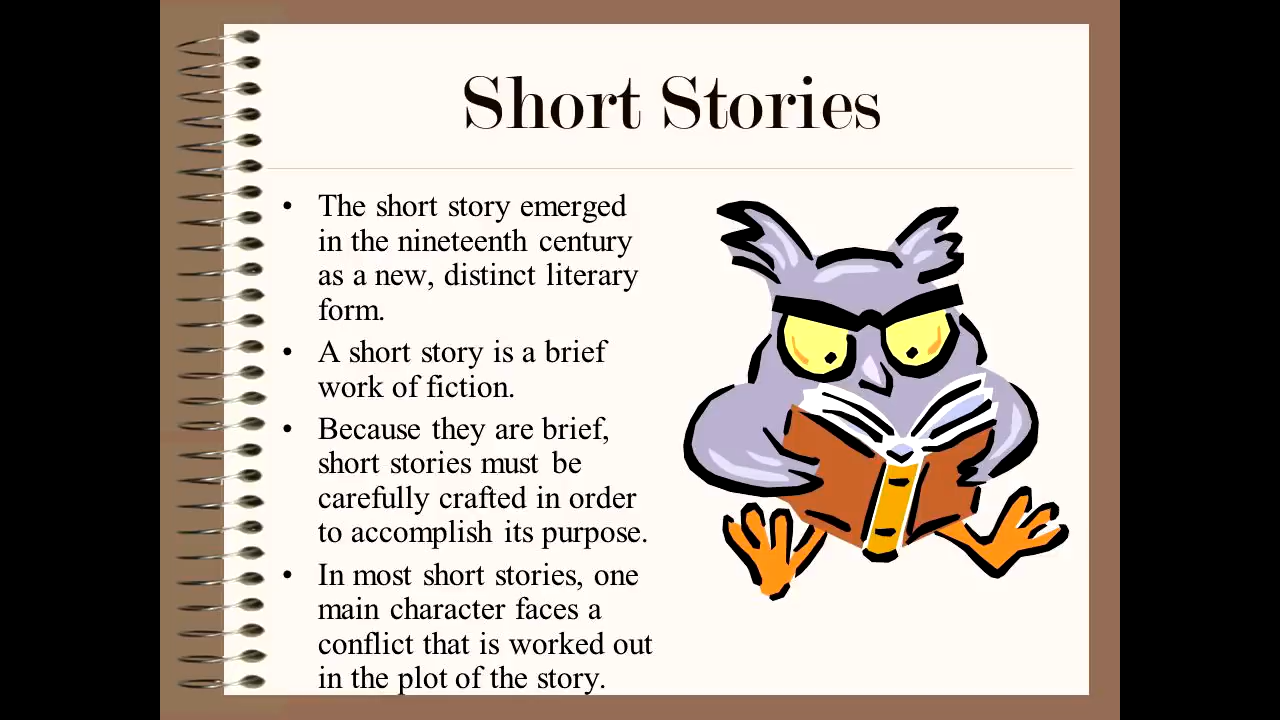 Short Stories
• The short story emerged
in the nineteenth century
as a new, distinct literary
form.
• A short story is a brief
work of fiction.
• Because they are brief,
short stories must be
carefully crafted in order
to accomplish its purpose.
• In most short stories, one
main character faces a
conflict that is worked out
in the plot of the story.